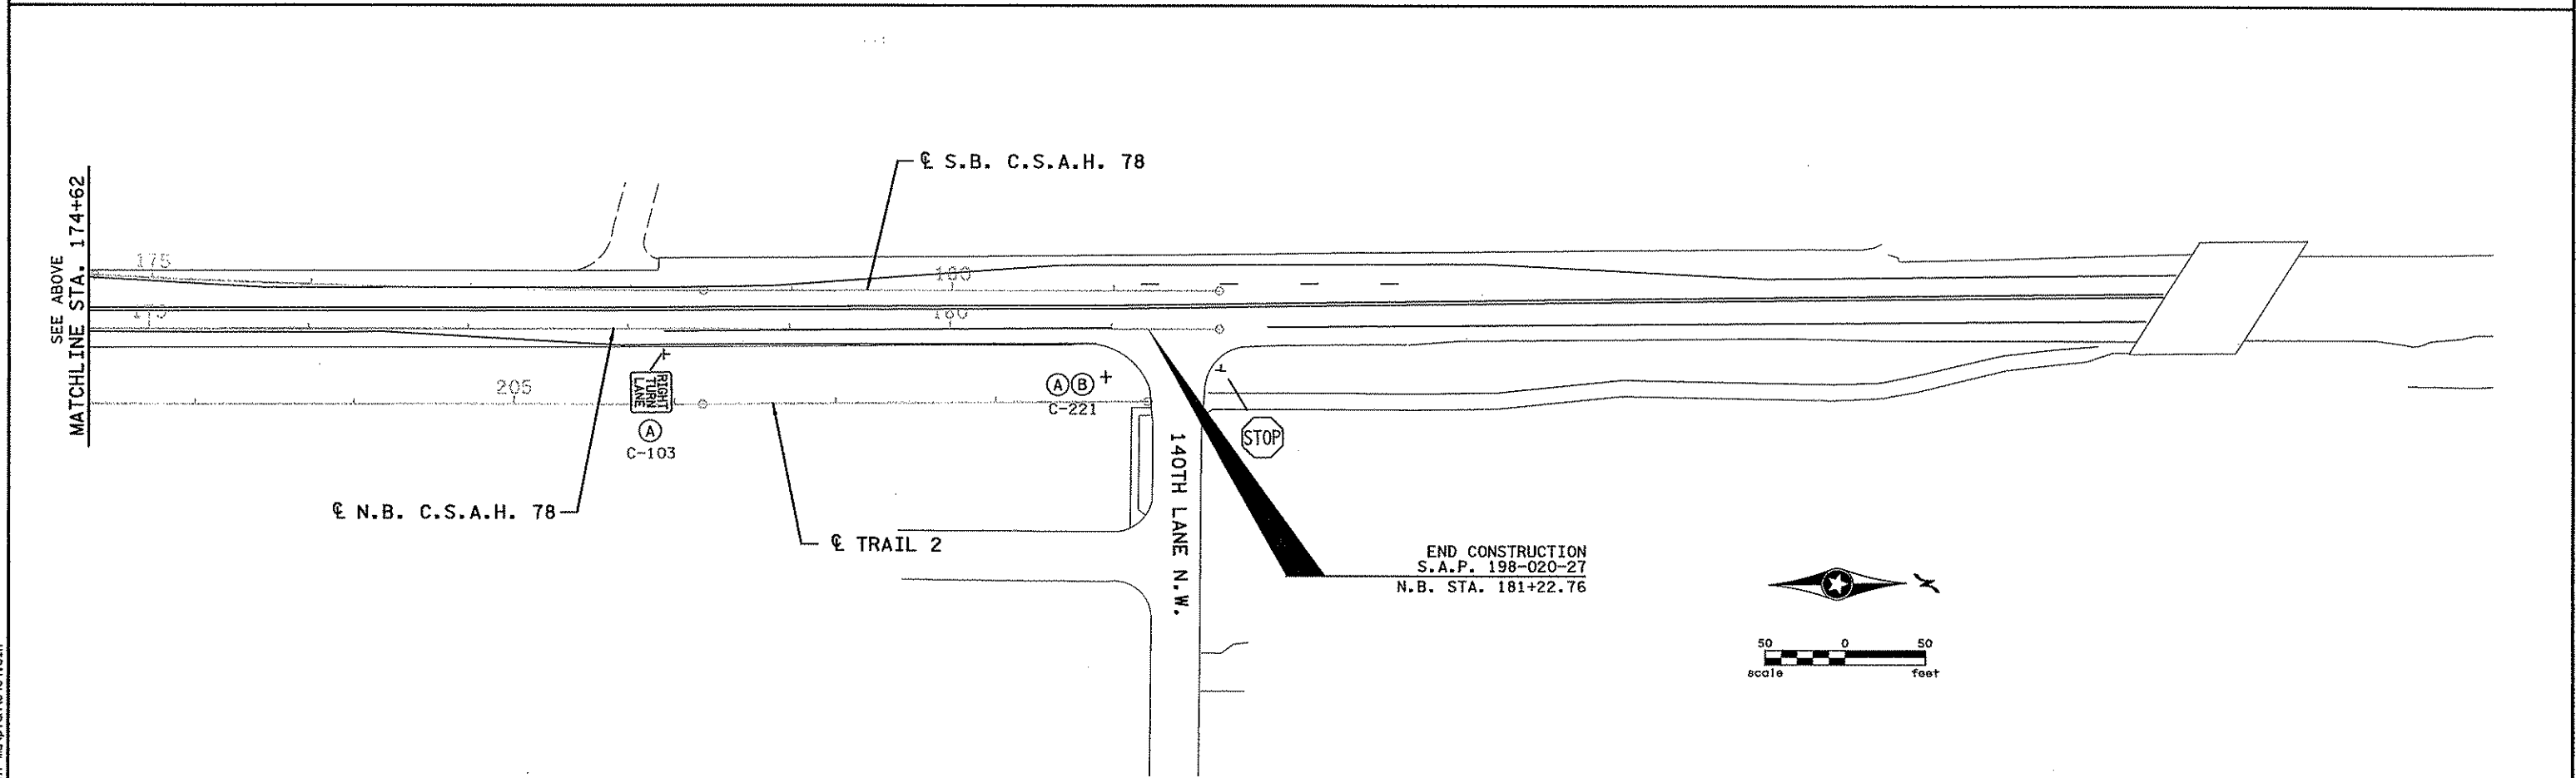 ℄ S.B. C.S.A.H. 78
SEE ABOVE
MATCHLINE STA. 174+62
175
180
175
180
205
RIGHT
TURN
LANE
A
C-103
A B
C-221
STOP
140TH LANE N.W.
℄ N.B. C.S.A.H. 78
℄ TRAIL 2
END CONSTRUCTION
S.A.P. 198-020-27
N.B. STA. 181+22.76
50 0 50
scale feet